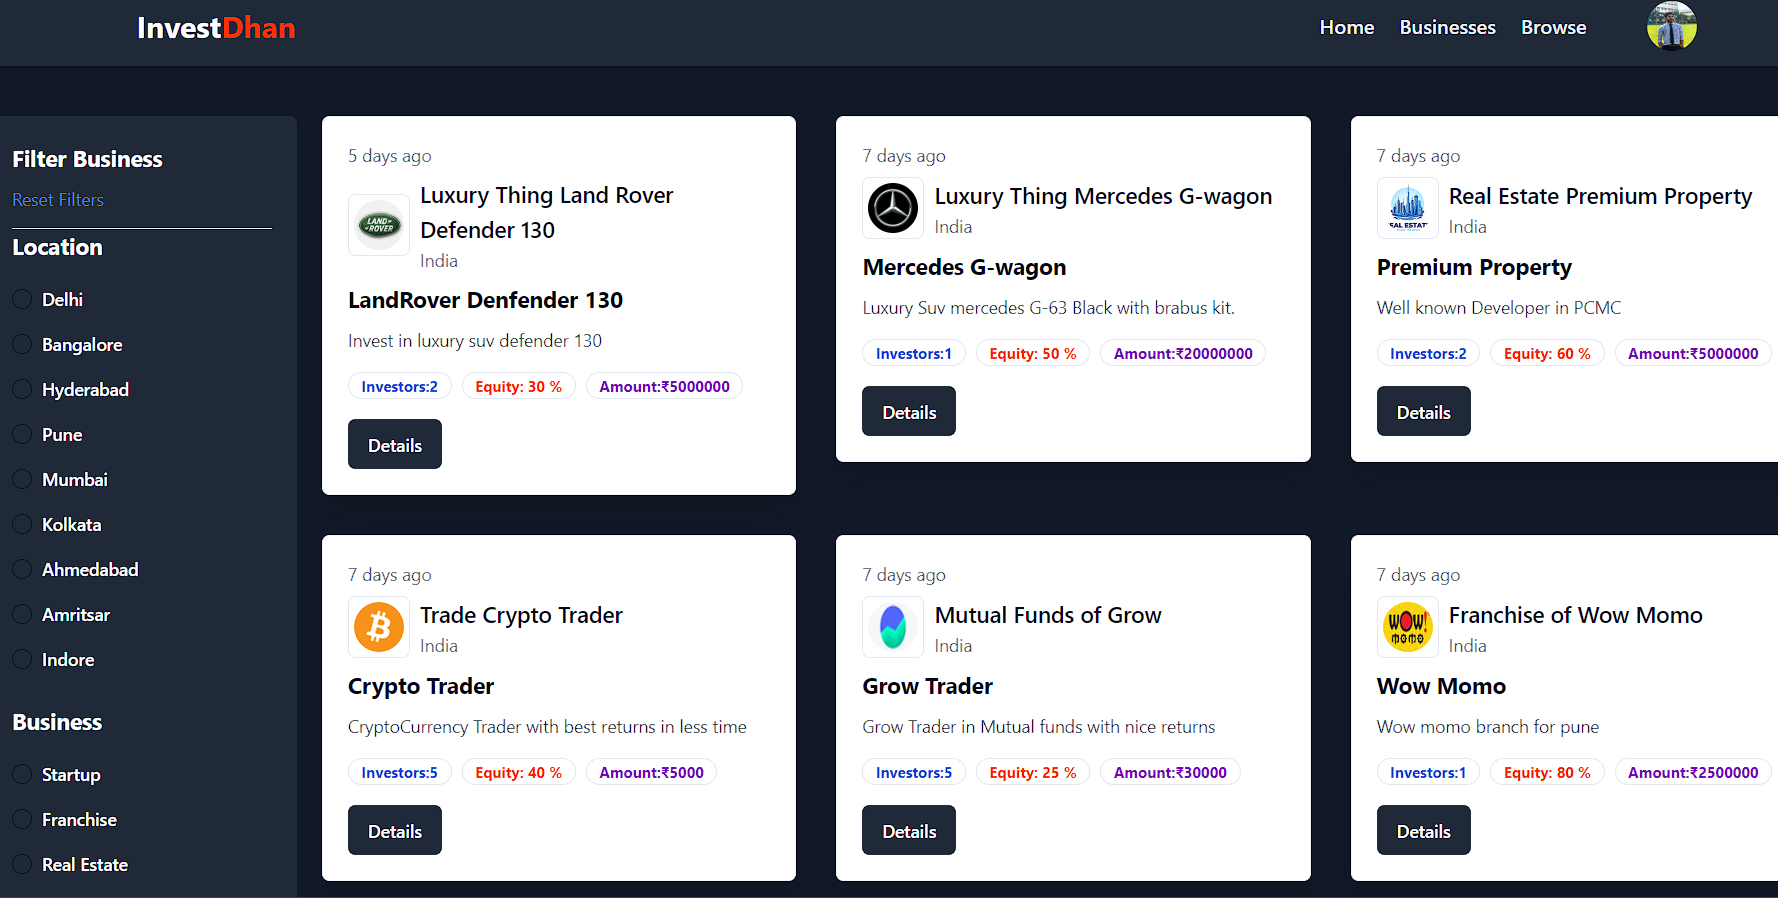 InvestDhan
Home Businesses Browse
Filter Business
Reset Filters
Location
Delhi
Bangalore
Hyderabad
Pune
Mumbai
Kolkata
Ahmedabad
Amritsar
Indore
Business
Startup
Franchise
Real Estate
5 days ago
LAND
ROVER
Luxury Thing Land Rover
Defender 130
India
LandRover Denfender 130
Invest in luxury suv defender 130
Investors:2 Equity: 30 % Amount:₹5000000
Details
7 days ago
Luxury Thing Mercedes G-wagon
India
Mercedes G-wagon
Luxury Suv mercedes G-63 Black with brabus kit.
Investors:1 Equity: 50 % Amount:₹20000000
Details
7 days ago
EAL ESTAT
Real Estate Premium Property
India
Premium Property
Well known Developer in PCMC
Investors:2 Equity: 60 % Amount:₹5000000
Details
7 days ago
Trade Crypto Trader
India
Crypto Trader
CryptoCurrency Trader with best returns in less time
Investors:5 Equity: 40 % Amount:₹5000
Details
7 days ago
Mutual Funds of Grow
India
Grow Trader
Grow Trader in Mutual funds with nice returns
Investors:5 Equity: 25 % Amount:₹30000
Details
7 days ago
WOW!
MOMO
Franchise of Wow Momo
India
Wow Momo
Wow momo branch for pune
Investors:1 Equity: 80 % Amount:₹2500000
Details